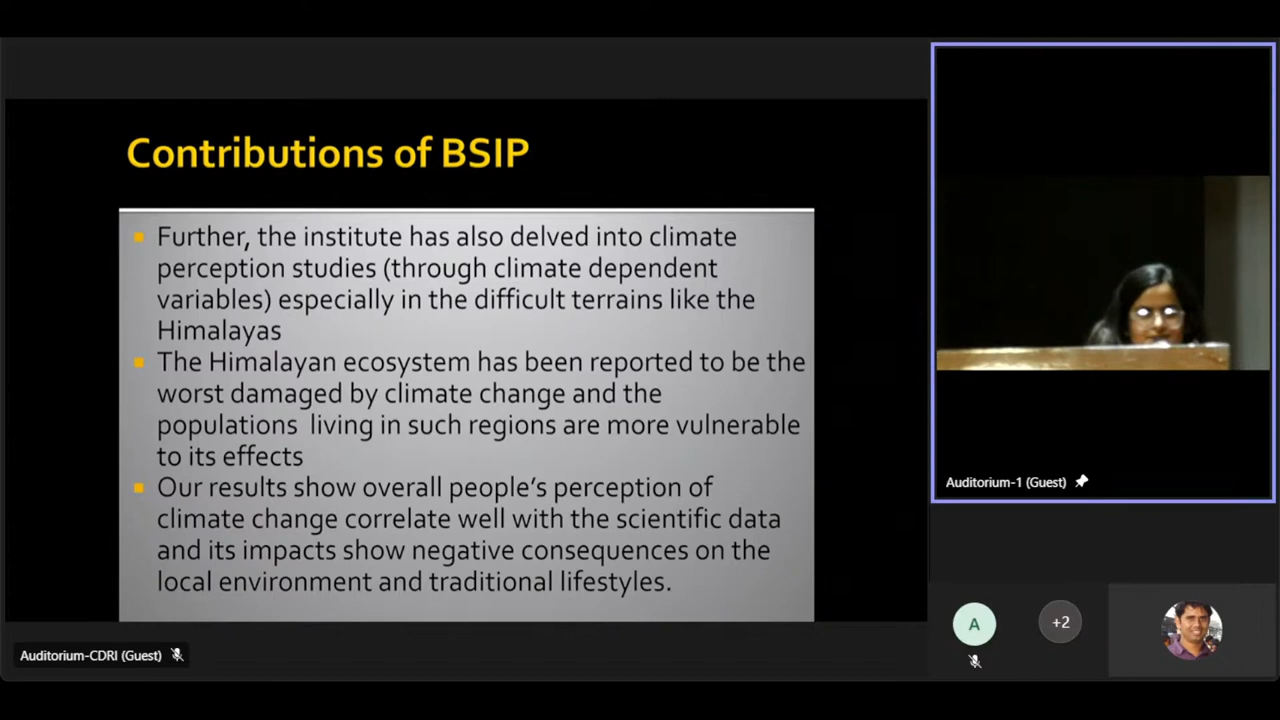 Contributions of BSIP
Further, the institute has also delved into climate
perception studies (through climate dependent
variables) especially in the difficult terrains like the
Himalayas
The Himalayan ecosystem has been reported to be the
worst damaged by climate change and the
populations living in such regions are more vulnerable
to its effects
Our results show overall people's perception of
climate change correlate well with the scientific data
and its impacts show negative consequences on the
local environment and traditional lifestyles.
Auditorium-CDRI (Guest)
Auditorium-1 (Guest)
A
+2